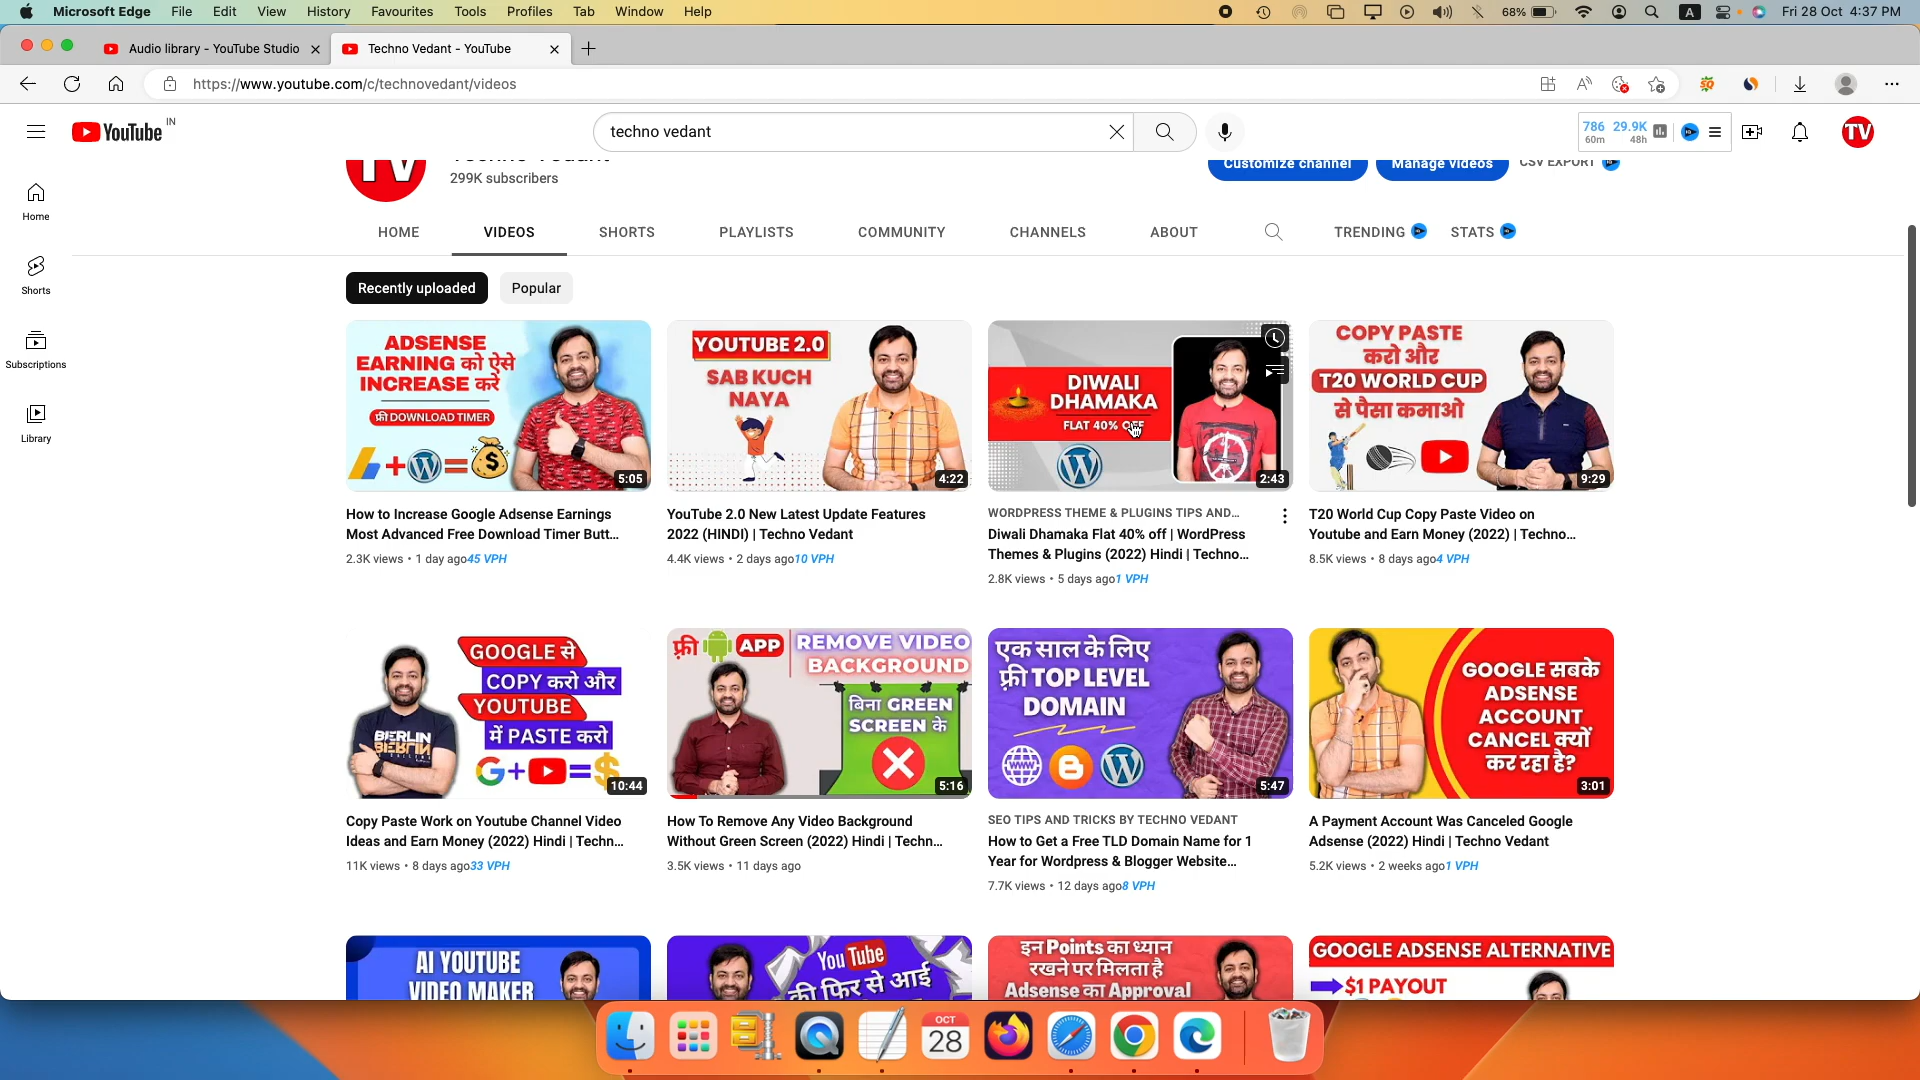 Microsoft Edge File Edit View History Favourites Tools Profiles Tab Window Help 68% A Fri 28 Oct 4:37 PM
Audio library - YouTube Studio Techno Vedant - YouTube
https://www.youtube.com/c/technovedant/videos
YouTube IN techno vedant 786 29.9K 60m 48h TV
299K subscribers Customize channel Manage videos CSV EXPORT
Home
Shorts
Subscriptions
Library
HOME VIDEOS SHORTS PLAYLISTS COMMUNITY CHANNELS ABOUT TRENDING STATS
Recently uploaded Popular
ADSENSE
EARNING को ऐसे
INCREASE करे
फ्री DOWNLOAD TIMER
5:05
YOUTUBE 2.0
SAB KUCH
NAYA
4:22
DIWALI
DHAMAKA
FLAT 40% OFF
2:43
COPY PASTE
करो और
T20 WORLD CUP
से पैसा कमाओ
9:29
How to Increase Google Adsense Earnings
Most Advanced Free Download Timer Butt...
2.3K views • 1 day ago45 VPH
YouTube 2.0 New Latest Update Features
2022 (HINDI) | Techno Vedant
4.4K views • 2 days ago10 VPH
WORDPRESS THEME & PLUGINS TIPS AND...
Diwali Dhamaka Flat 40% off | WordPress
Themes & Plugins (2022) Hindi | Techno...
2.8K views • 5 days ago1 VPH
T20 World Cup Copy Paste Video on
Youtube and Earn Money (2022) | Techno...
8.5K views • 8 days ago4 VPH
GOOGLE से
COPY करो और
YOUTUBE
में PASTE करो
BERLIN
10:44
फ्री APP REMOVE VIDEO
BACKGROUND
बिना GREEN
SCREEN के
5:16
एक साल के लिए
फ्री TOP LEVEL
DOMAIN
WWW
5:47
GOOGLE सबके
ADSENSE
ACCOUNT
CANCEL क्यों
कर रहा है?
3:01
Copy Paste Work on Youtube Channel Video
Ideas and Earn Money (2022) Hindi | Techn...
11K views • 8 days ago33 VPH
How To Remove Any Video Background
Without Green Screen (2022) Hindi | Techn...
3.5K views • 11 days ago
SEO TIPS AND TRICKS BY TECHNO VEDANT
How to Get a Free TLD Domain Name for 1
Year for Wordpress & Blogger Website...
7.7K views • 12 days ago8 VPH
A Payment Account Was Canceled Google
Adsense (2022) Hindi | Techno Vedant
5.2K views • 2 weeks ago1 VPH
AI YOUTUBE
VIDEO MAKER
YouTube
की फिर से आई
इन Points का ध्यान
रखने पर मिलता है
Adsense का Approval
GOOGLE ADSENSE ALTERNATIVE
$1 PAYOUT
OCT
28